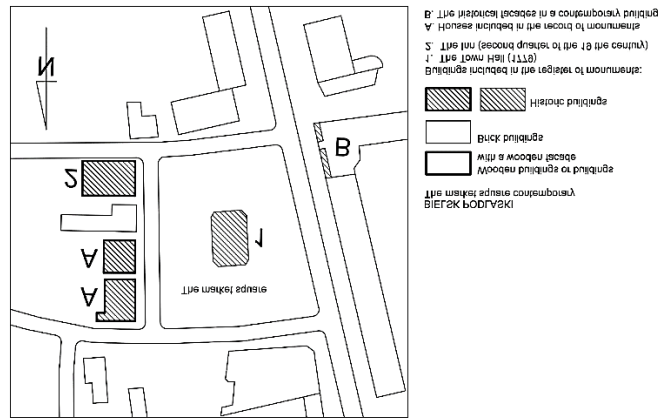 The market square
A
A
1
2
B
N
BIELSK PODLASKI
The market square contemporary
Wooden buildings or buildings
with a wooden facade
Brick buildings
Historic buildings
Buildings included in the register of monuments:
1. The Town Hall (1779)
2. The Inn (second quarter of the 19 the century)
A. Houses included in the record of monuments
B. The historical facades in a contemporary building